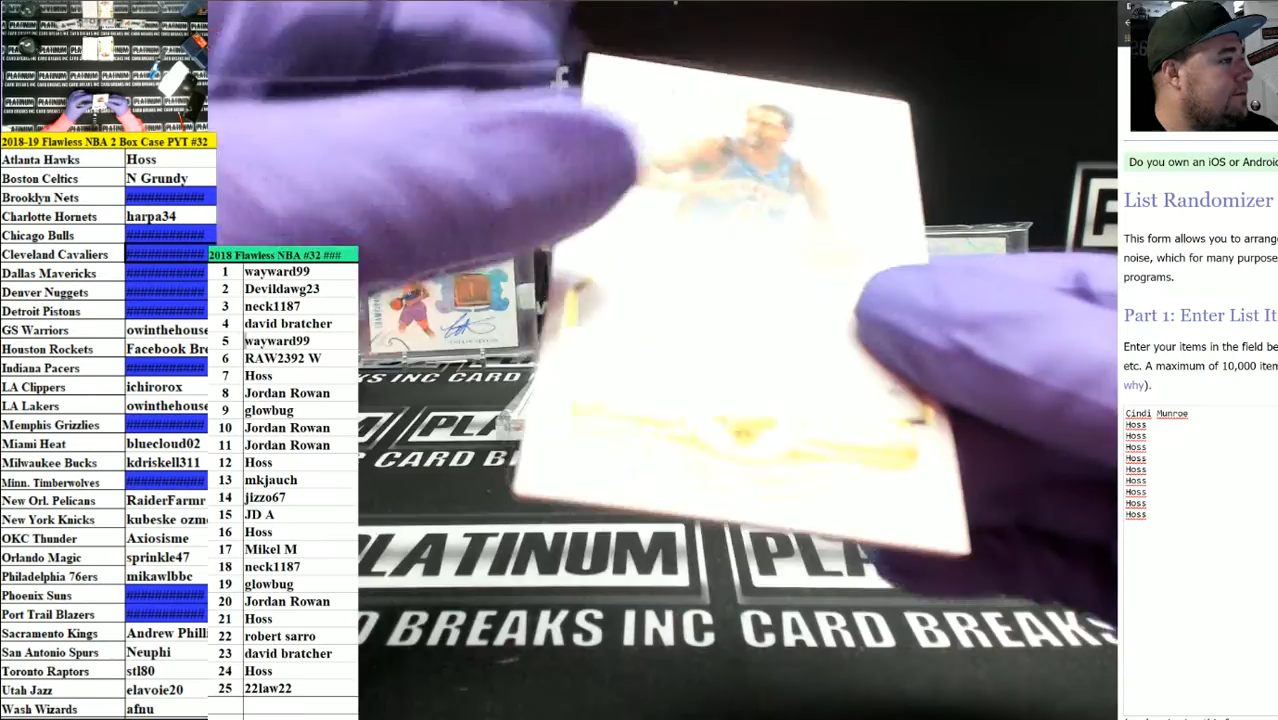 2018-19 Flawless NBA 2 Box Case PYT #32
Atlanta Hawks Hoss
Boston Celtics N Grundy
Brooklyn Nets ###########
Charlotte Hornets harpa34
Chicago Bulls ###########
Cleveland Cavaliers ###########
Dallas Mavericks ###########
Denver Nuggets ###########
Detroit Pistons ###########
GS Warriors owinthehouse
Houston Rockets Facebook Bre
Indiana Pacers ###########
LA Clippers ichirorox
LA Lakers owinthehouse
Memphis Grizzlies ###########
Miami Heat bluecloud02
Milwaukee Bucks kdriskell311
Minn. Timberwolves ###########
New Orl. Pelicans RaiderFarmr
New York Knicks kubeske ozm
OKC Thunder Axiosisme
Orlando Magic sprinkle47
Philadelphia 76ers mikawlbbc
Phoenix Suns ###########
Port Trail Blazers ###########
Sacramento Kings Andrew Philli
San Antonio Spurs Neuphi
Toronto Raptors stl80
Utah Jazz elavoie20
Wash Wizards afnu
2018 Flawless NBA #32 ###
1 wayward99
2 Devildawg23
3 neck1187
4 david bratcher
5 wayward99
6 RAW2392 W
7 Hoss
8 Jordan Rowan
9 glowbug
10 Jordan Rowan
11 Jordan Rowan
12 Hoss
13 mkjauch
14 jizzo67
15 JD A
16 Hoss
17 Mikel M
18 neck1187
19 glowbug
20 Jordan Rowan
21 Hoss
22 robert sarro
23 david bratcher
24 Hoss
25 22law22
KS INC CARD
PLA
CARD B
PLATINUM PLA
D BREAKS INC CARD BREAKS
Do you own an iOS or Androi
List Randomizer
This form allows you to arrang
noise, which for many purpose
programs.
Part 1: Enter List It
Enter your items in the field be
etc. A maximum of 10,000 item
why).
Cindi Munroe
Hoss
Hoss
Hoss
Hoss
Hoss
Hoss
Hoss
Hoss
Hoss